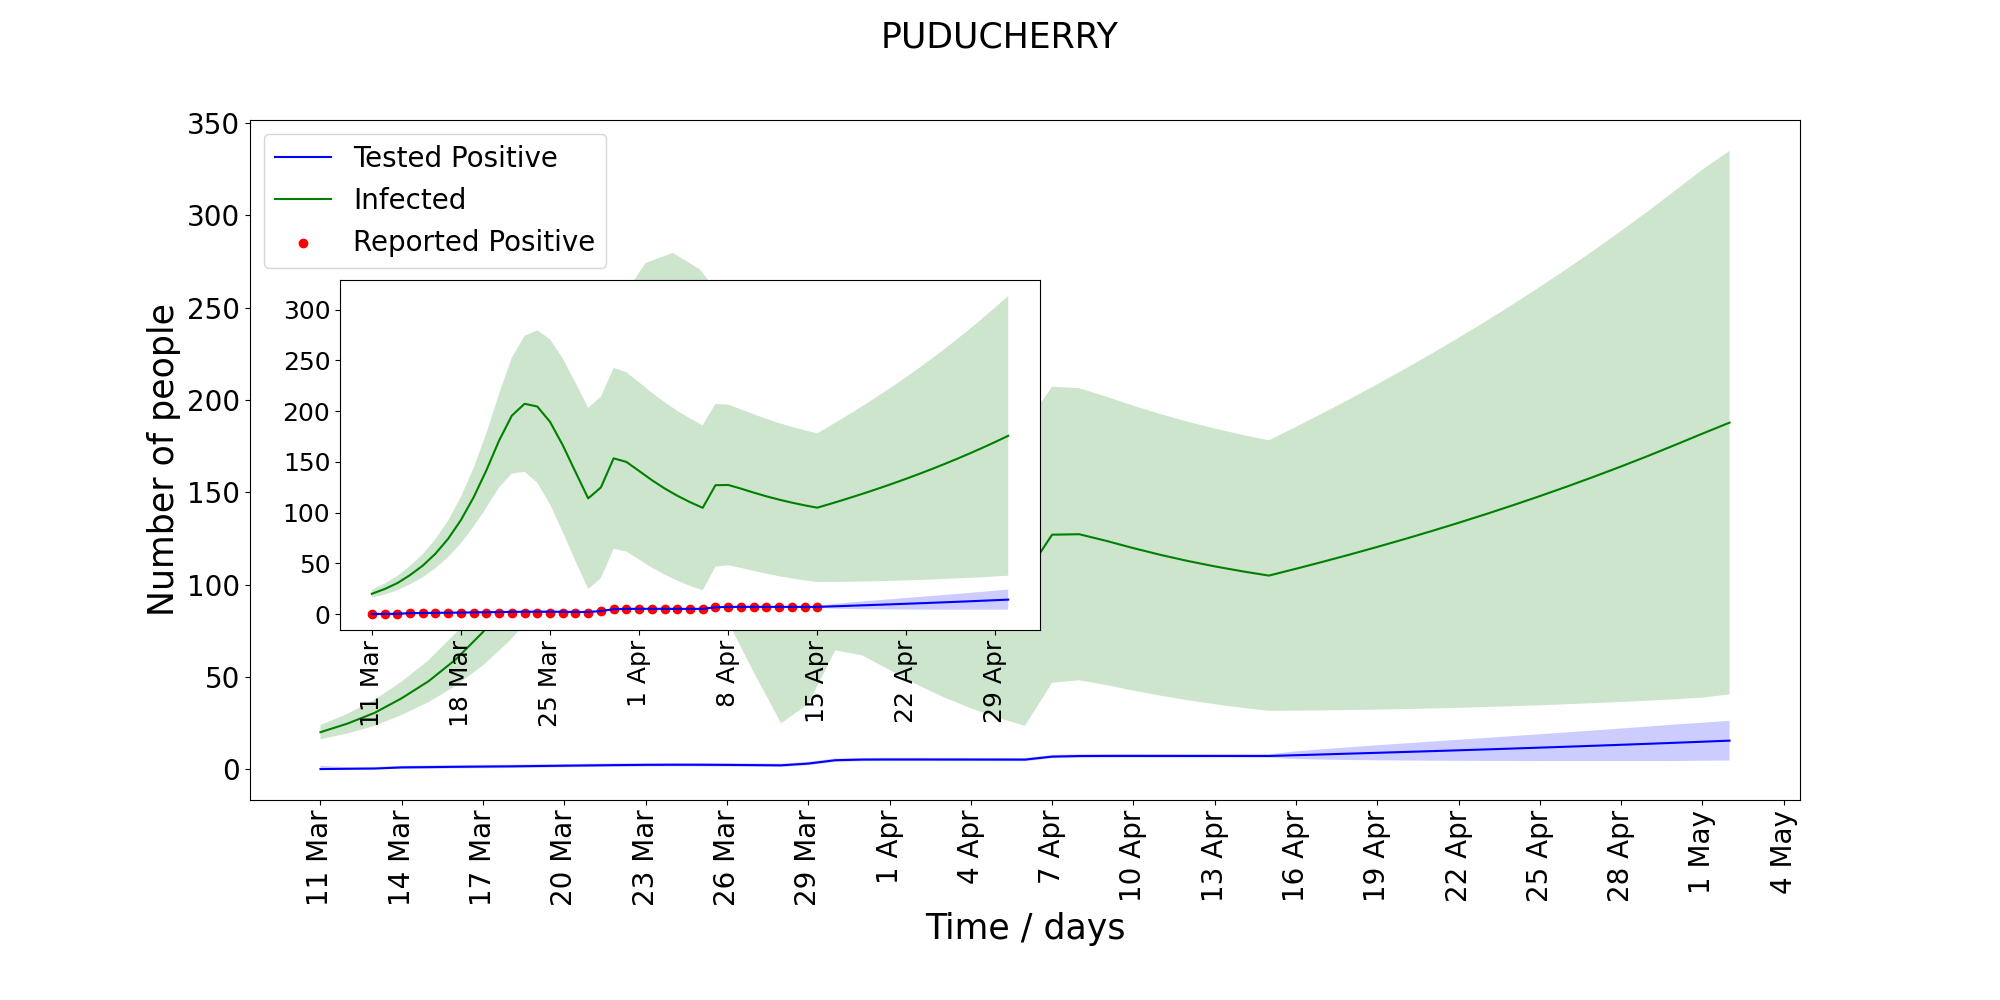 PUDUCHERRY
Number of people
350
300
250
200
150
100
50
0
Tested Positive
Infected
Reported Positive
300
250
200
150
100
50
0
11 Mar
18 Mar
25 Mar
1 Apr
8 Apr
15 Apr
22 Apr
29 Apr
11 Mar
14 Mar
17 Mar
20 Mar
23 Mar
26 Mar
29 Mar
1 Apr
4 Apr
7 Apr
10 Apr
13 Apr
16 Apr
19 Apr
22 Apr
25 Apr
28 Apr
1 May
4 May
Time / days